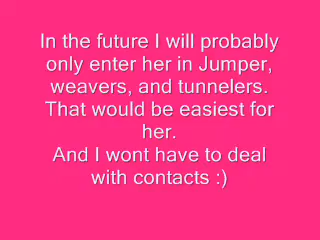 In the future I will probably
only enter her in Jumper,
weavers, and tunnelers.
That would be easiest for
her.
And I wont have to deal
with contacts :)